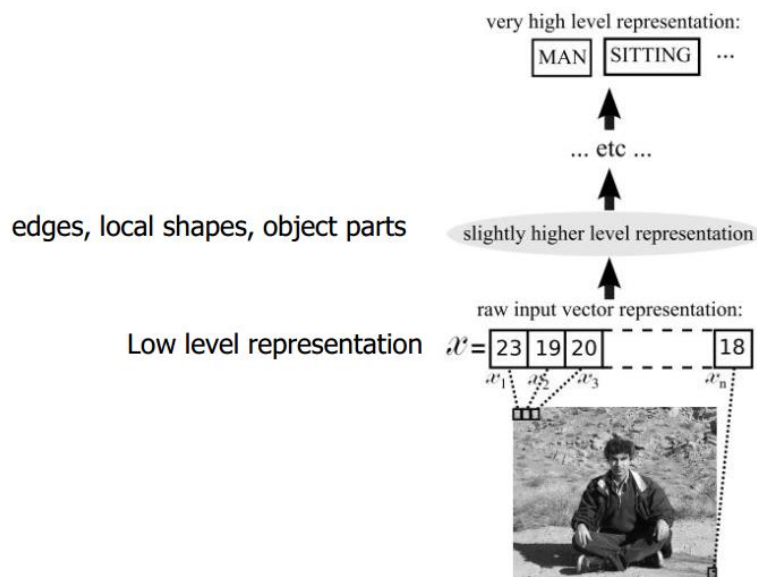 very high level representation:
MAN SITTING ...
... etc ...
edges, local shapes, object parts slightly higher level representation
raw input vector representation:
Low level representation x = 23 19 20 18
x1 x2 x3 xn